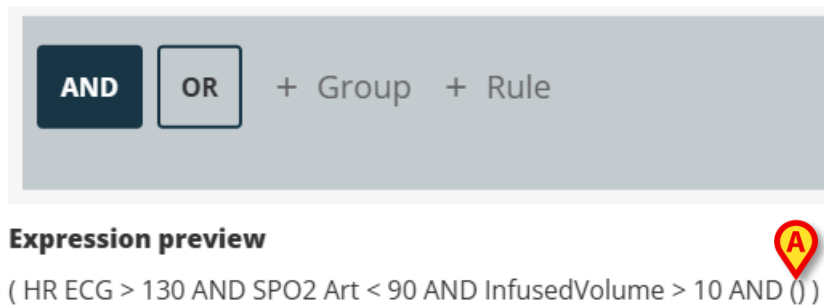 AND OR + Group + Rule
Expression preview
A
( HR ECG > 130 AND SPO2 Art < 90 AND InfusedVolume > 10 AND () )